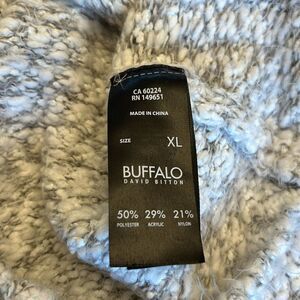 CA 60224
RN 149651
MADE IN CHINA
SIZE XL
BUFFALO
DAVID BITTON
50% 29% 21%
POLYESTER ACRYLIC NYLON